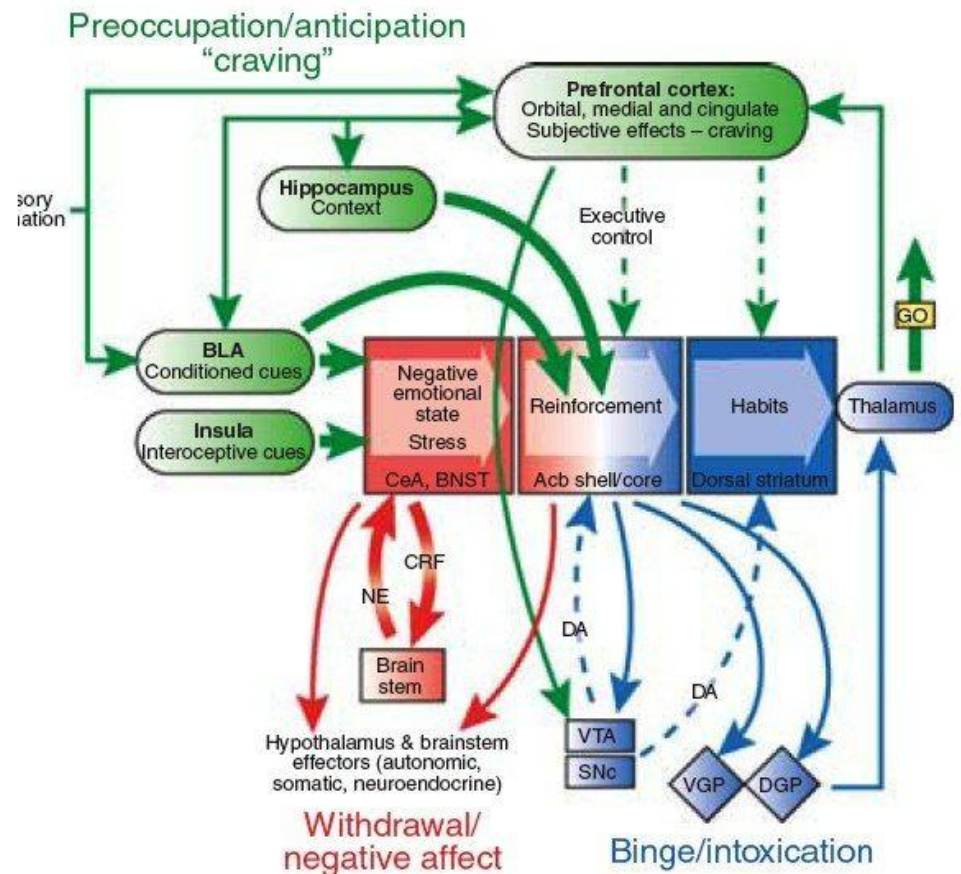 Preoccupation/anticipation
“craving”
Prefrontal cortex:
Orbital, medial and cingulate
Subjective effects – craving
Hippocampus
Context
Executive
control
GO
BLA
Conditioned cues
Insula
Interoceptive cues
Negative
emotional
state
Stress
CeA, BNST
Reinforcement
Acb shell/core
Habits
Dorsal striatum
Thalamus
NE
CRF
DA
DA
Brain
stem
VTA
SNc
VGP
DGP
Hypothalamus & brainstem
effectors (autonomic,
somatic, neuroendocrine)
Withdrawal/
negative affect
Binge/intoxication